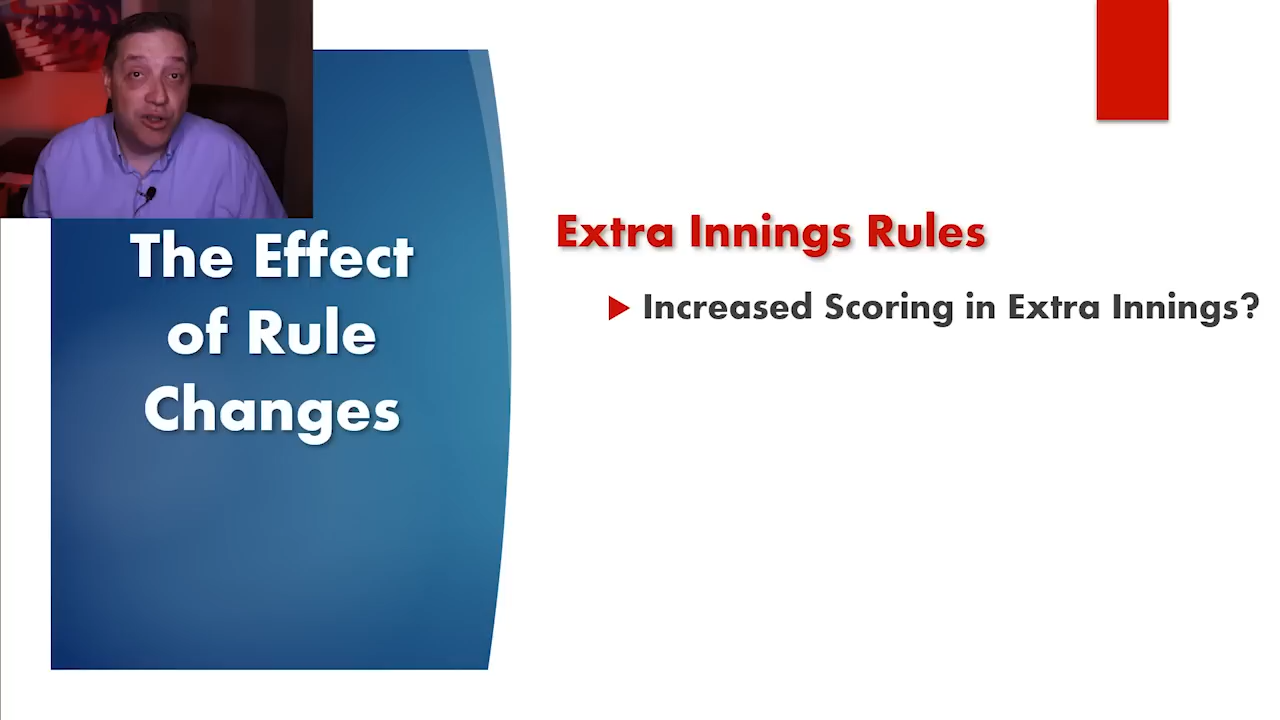 The Effect
of Rule
Changes
Extra Innings Rules
Increased Scoring in Extra Innings?